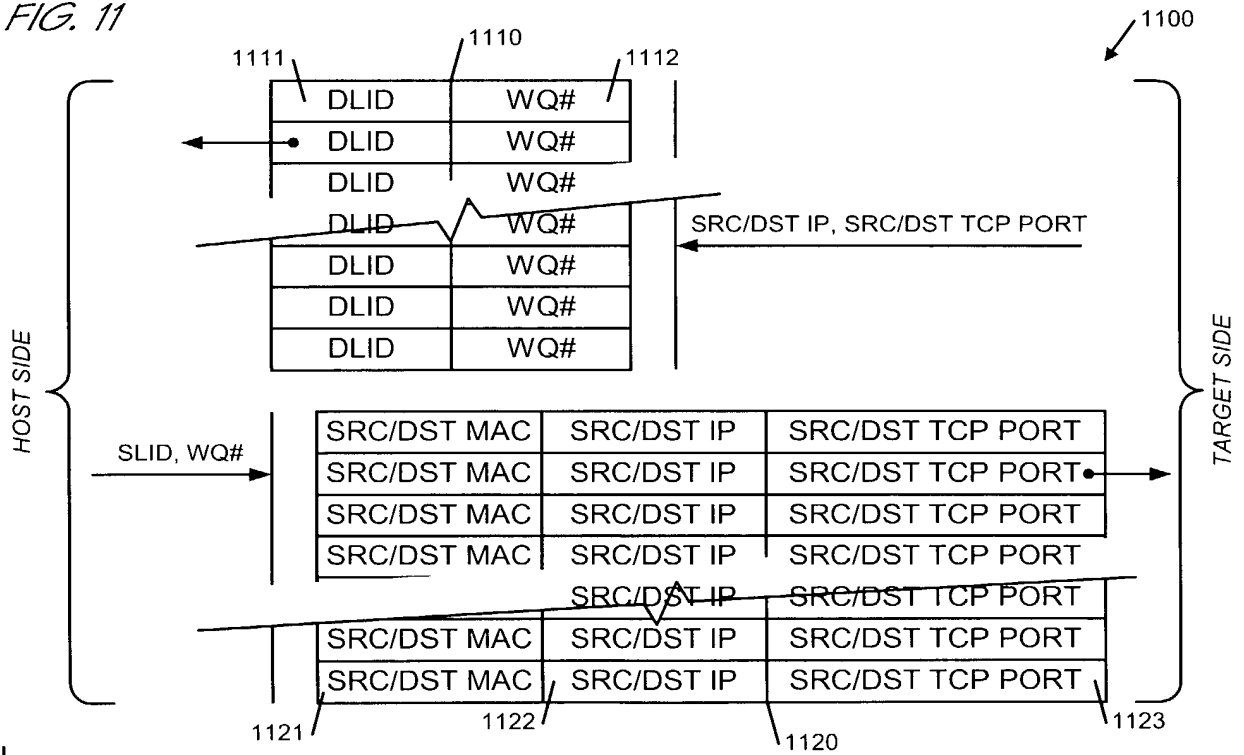 FIG. 11
1100
1111 1110 1112
DLID WQ#
DLID WQ#
DLID WQ#
DLID WQ#
DLID WQ#
DLID WQ#
DLID WQ#
SRC/DST IP, SRC/DST TCP PORT
HOST SIDE
TARGET SIDE
SLID, WQ#
SRC/DST MAC SRC/DST IP SRC/DST TCP PORT
SRC/DST MAC SRC/DST IP SRC/DST TCP PORT
SRC/DST MAC SRC/DST IP SRC/DST TCP PORT
SRC/DST MAC SRC/DST IP SRC/DST TCP PORT
SRC/DST IP SRC/DST TCP PORT
SRC/DST MAC SRC/DST IP SRC/DST TCP PORT
SRC/DST MAC SRC/DST IP SRC/DST TCP PORT
1121 1122 1120 1123